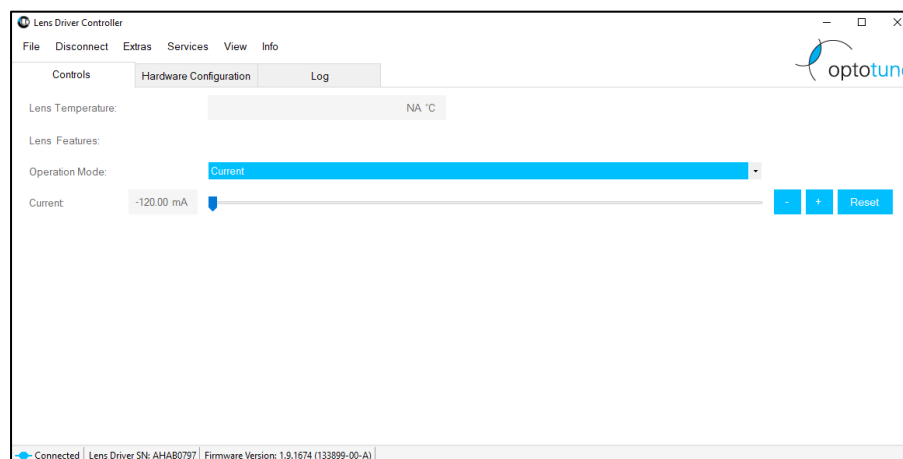 Lens Driver Controller
File Disconnect Extras Services View Info
optotune
Controls Hardware Configuration Log
Lens Temperature: NA °C
Lens Features:
Operation Mode: Current
Current: -120.00 mA - + Reset
Connected Lens Driver SN: AHAB0797 Firmware Version: 1.9.1674 (133899-00-A)